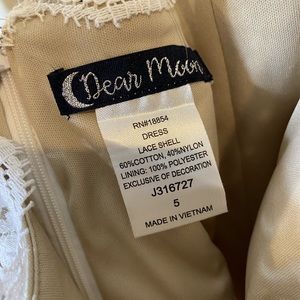 Dear Moon
RN#18854
DRESS
LACE SHELL
60%COTTON, 40%NYLON
LINING: 100% POLYESTER
EXCLUSIVE OF DECORATION
J316727
5
MADE IN VIETNAM